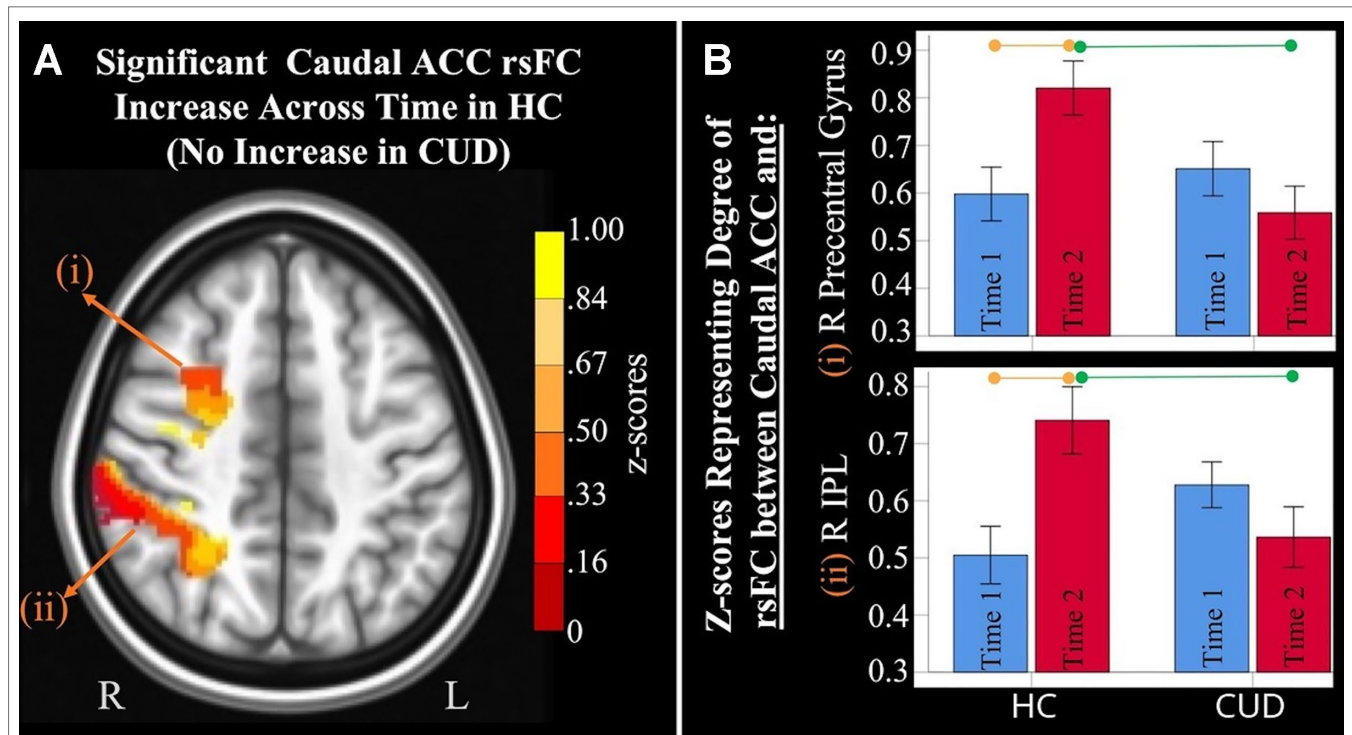 A
Significant Caudal ACC rsFC
Increase Across Time in HC
(No Increase in CUD)
(i)
(ii)
R
L
1.00
.84
.67
.50
.33
.16
0
z-scores
B
Z-scores Representing Degree of
rsFC between Caudal ACC and:
(i) R Precentral Gyrus
0.9
0.8
0.7
0.6
0.5
0.4
0.3
Time 1
Time 2
Time 1
Time 2
(ii) R IPL
0.8
0.7
0.6
0.5
0.4
0.3
Time 1
Time 2
Time 1
Time 2
HC
CUD